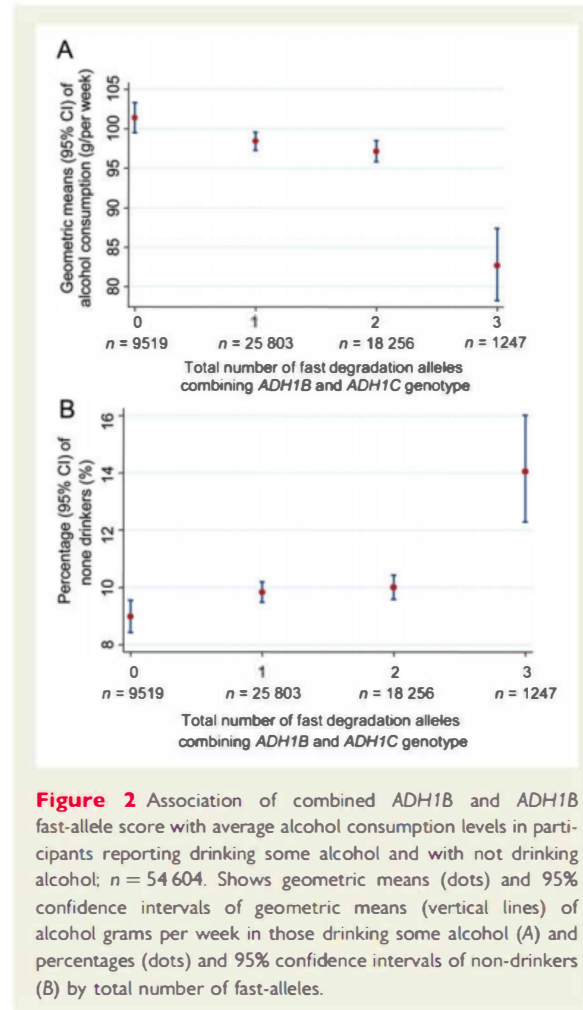 A
Geometric means (95% CI) of
alcohol consumption (g/per week)
105
100
95
90
85
80
0 1 2 3
n = 9519 n = 25 803 n = 18 256 n = 1247
Total number of fast degradation alleles
combining ADH1B and ADH1C genotype
B
Percentage (95% CI) of
none drinkers (%)
16
14
12
10
8
0 1 2 3
n = 9519 n = 25 803 n = 18 256 n = 1247
Total number of fast degradation alleles
combining ADH1B and ADH1C genotype
Figure 2 Association of combined ADH1B and ADH1B
fast-allele score with average alcohol consumption levels in parti-
cipants reporting drinking some alcohol and with not drinking
alcohol; n = 54 604. Shows geometric means (dots) and 95%
confidence intervals of geometric means (vertical lines) of
alcohol grams per week in those drinking some alcohol (A) and
percentages (dots) and 95% confidence intervals of non-drinkers
(B) by total number of fast-alleles.